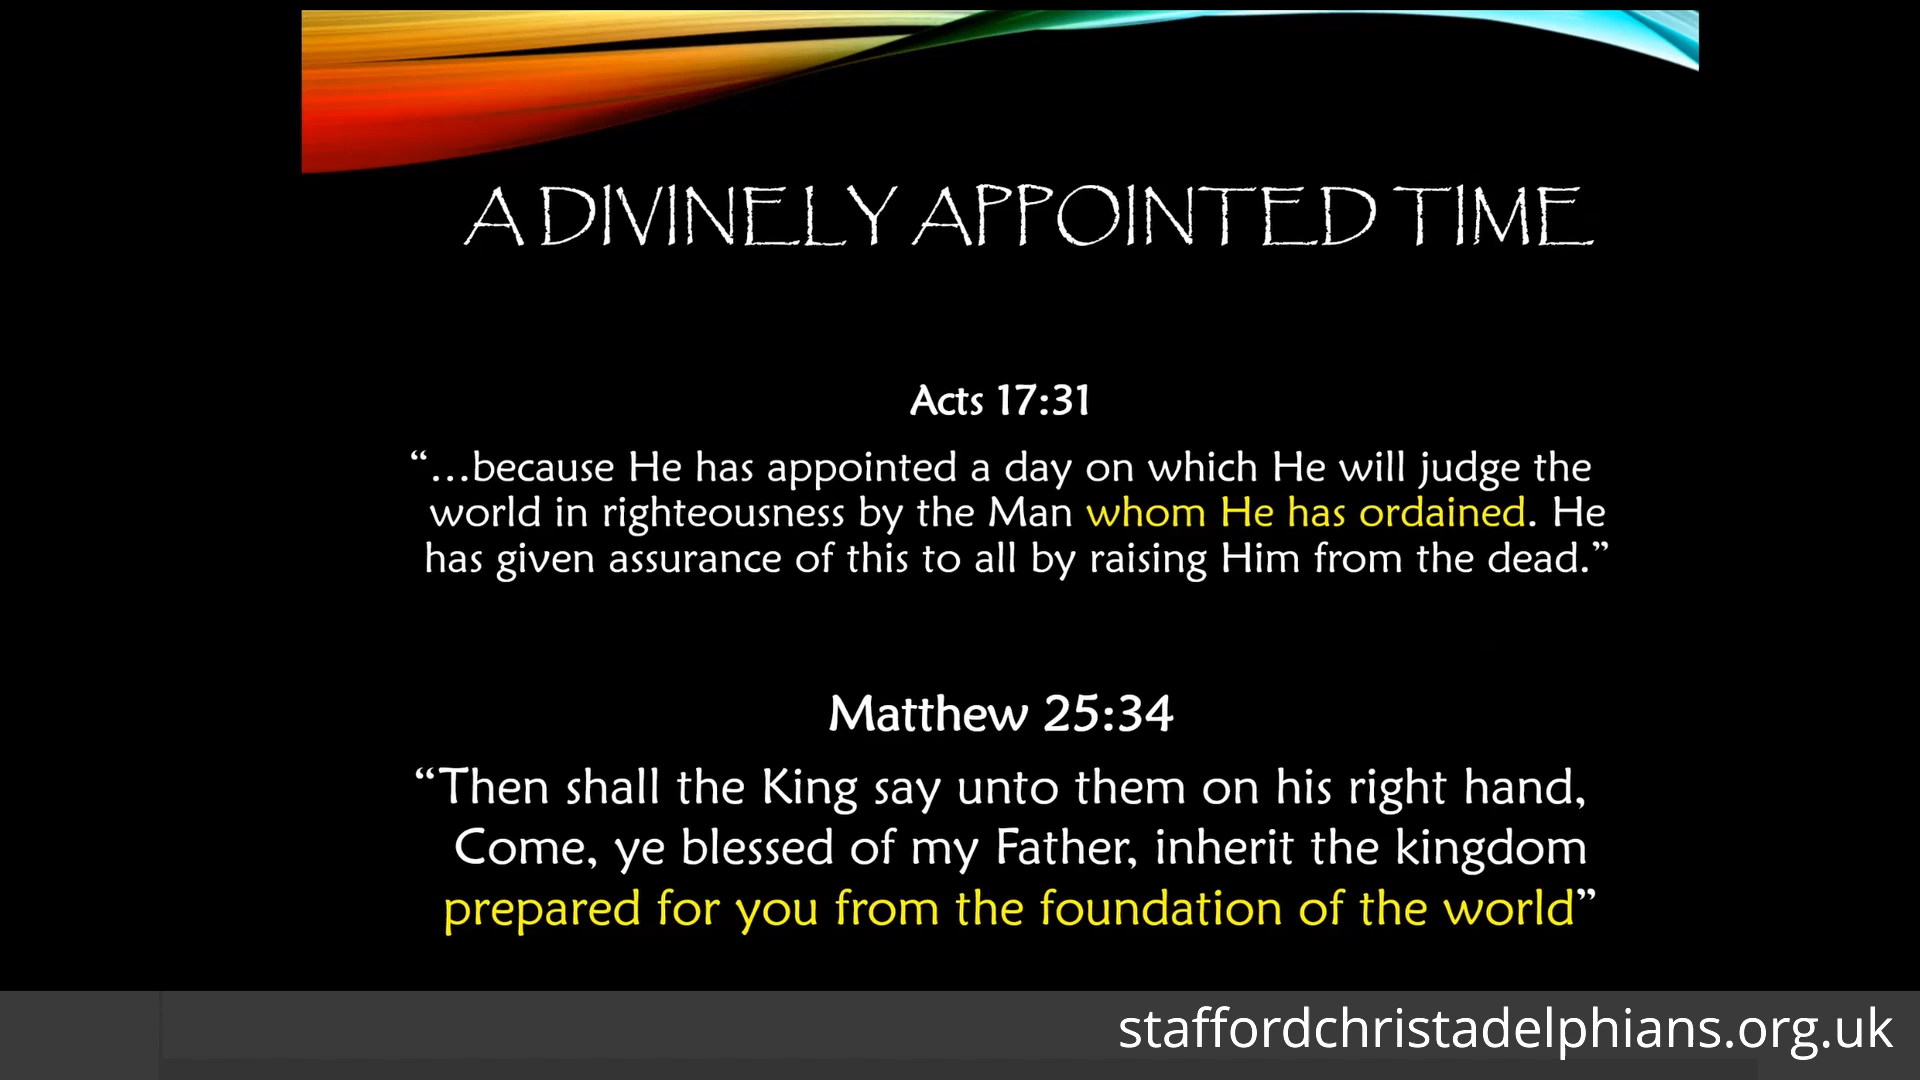 A DIVINELY APPOINTED TIME
Acts 17:31
“...because He has appointed a day on which He will judge the
world in righteousness by the Man whom He has ordained. He
has given assurance of this to all by raising Him from the dead.”
Matthew 25:34
“Then shall the King say unto them on his right hand,
Come, ye blessed of my Father, inherit the kingdom
prepared for you from the foundation of the world”
staffordchristadelphians.org.uk